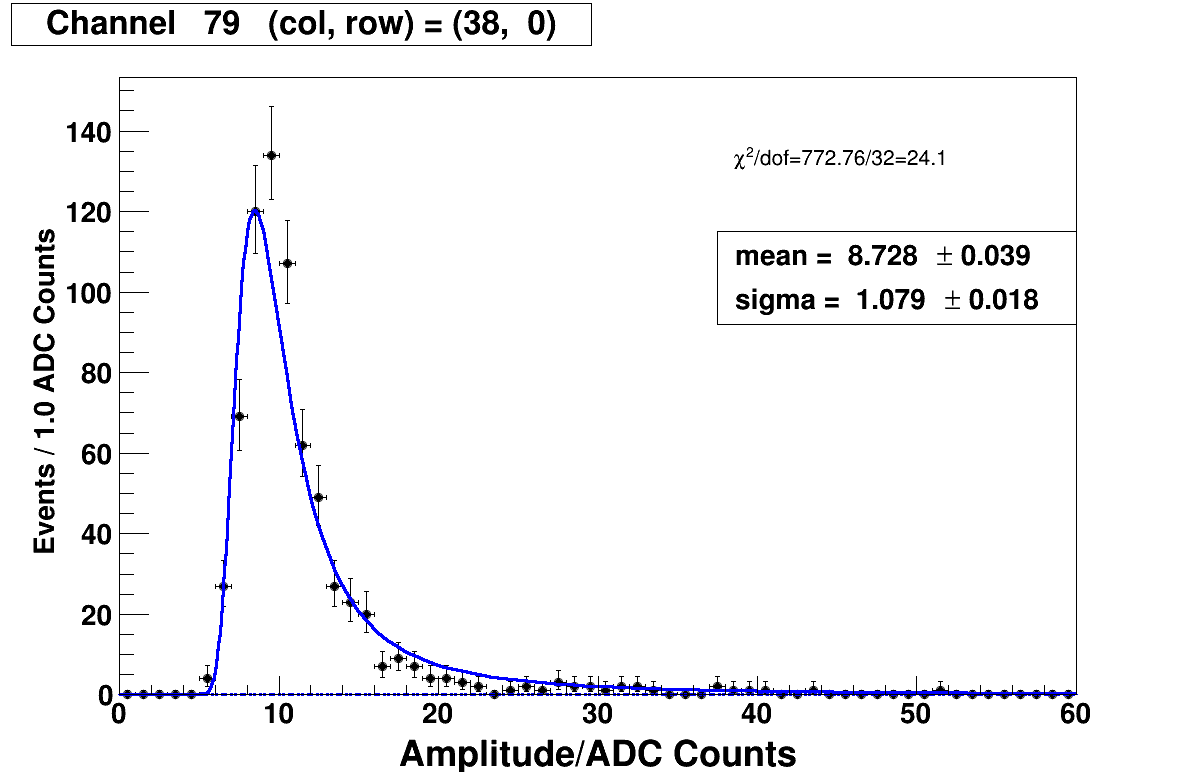 Channel 79 (col, row) = (38, 0)
χ²/dof=772.76/32=24.1
mean = 8.728 ± 0.039
sigma = 1.079 ± 0.018
Events / 1.0 ADC Counts
140
120
100
80
60
40
20
0
0 10 20 30 40 50 60
Amplitude/ADC Counts